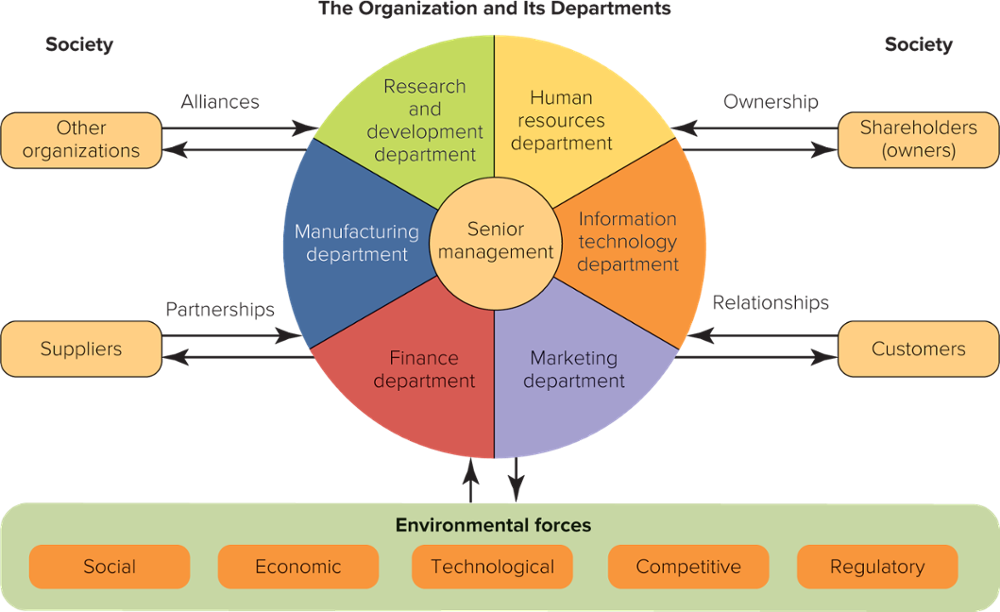 The Organization and Its Departments
Society
Society
Alliances
Ownership
Other
organizations
Shareholders
(owners)
Research
and
development
department
Human
resources
department
Manufacturing
department
Senior
management
Information
technology
department
Partnerships
Relationships
Suppliers
Customers
Finance
department
Marketing
department
Environmental forces
Social
Economic
Technological
Competitive
Regulatory